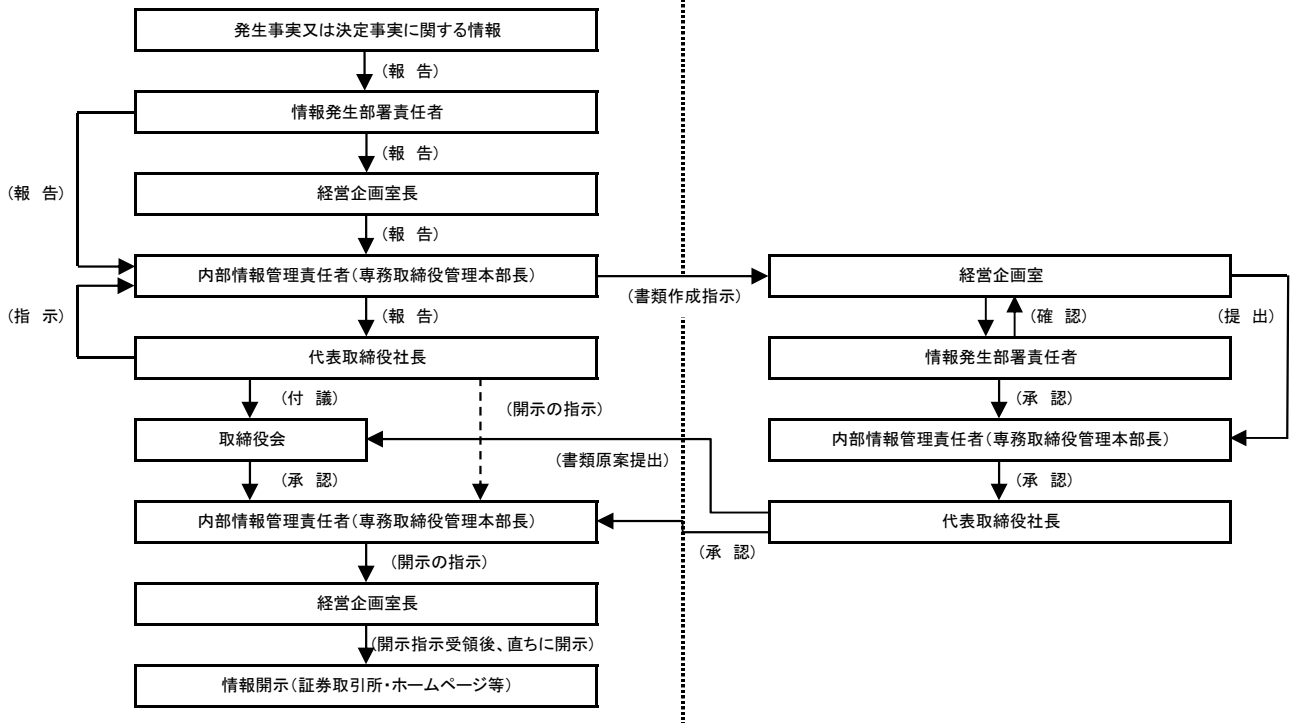 発生事実又は決定事実に関する情報
(報 告)
情報発生部署責任者
(報 告)
(報 告)
経営企画室長
(報 告)
内部情報管理責任者(専務取締役管理本部長)
(書類作成指示)
経営企画室
(指 示)
(報 告)
(確 認)
(提 出)
代表取締役社長
情報発生部署責任者
(付 議)
(開示の指示)
(承 認)
取締役会
(書類原案提出)
内部情報管理責任者(専務取締役管理本部長)
(承 認)
(承 認)
内部情報管理責任者(専務取締役管理本部長)
代表取締役社長
(承 認)
(開示の指示)
経営企画室長
(開示指示受領後、直ちに開示)
情報開示(証券取引所・ホームページ等)